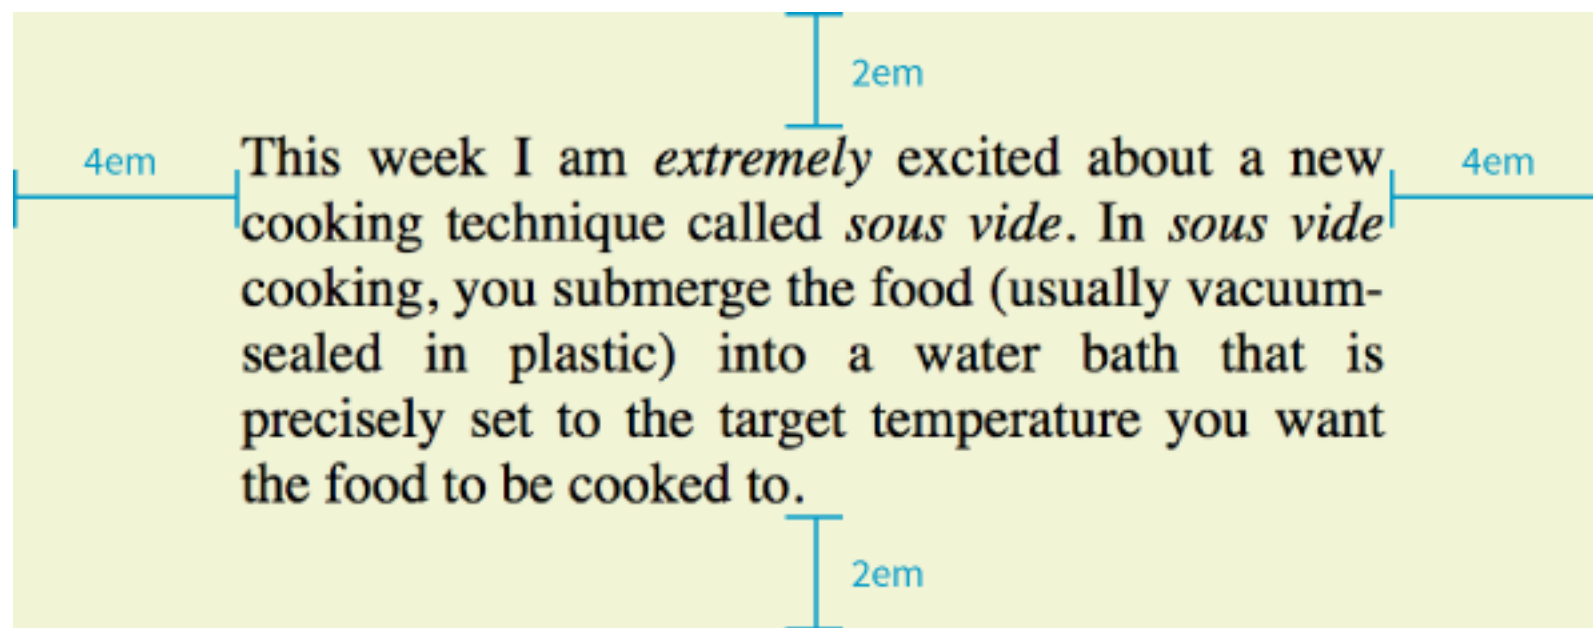 2em
4em
This week I am extremely excited about a new
4em
cooking technique called sous vide. In sous vide
cooking, you submerge the food (usually vacuum-
sealed in plastic) into a water bath that is
precisely set to the target temperature you want
the food to be cooked to.
2em